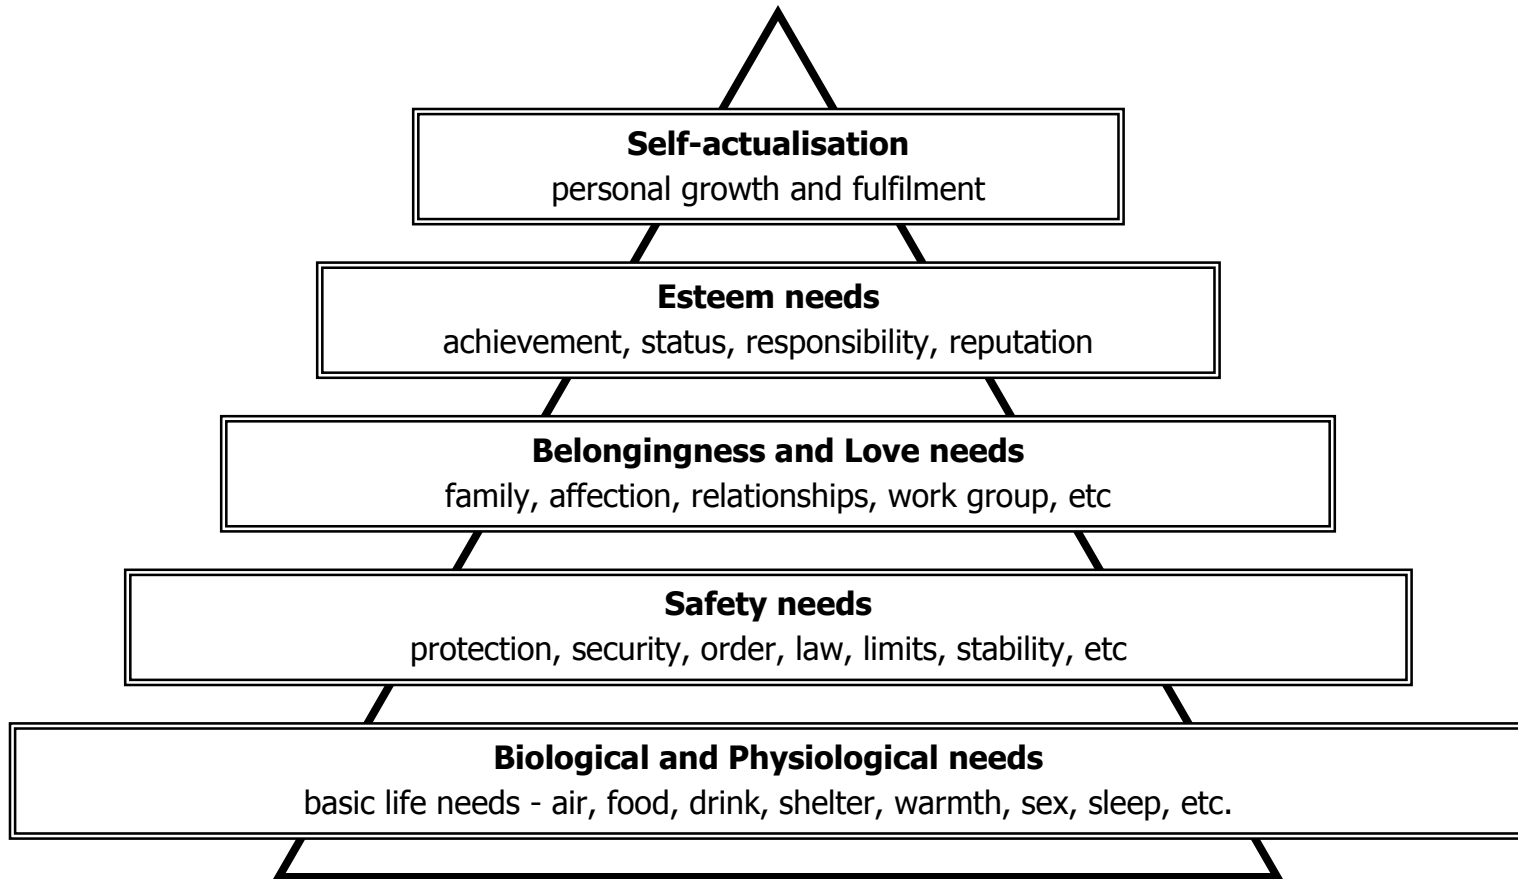 Self-actualisation
personal growth and fulfilment
Esteem needs
achievement, status, responsibility, reputation
Belongingness and Love needs
family, affection, relationships, work group, etc
Safety needs
protection, security, order, law, limits, stability, etc
Biological and Physiological needs
basic life needs - air, food, drink, shelter, warmth, sex, sleep, etc.